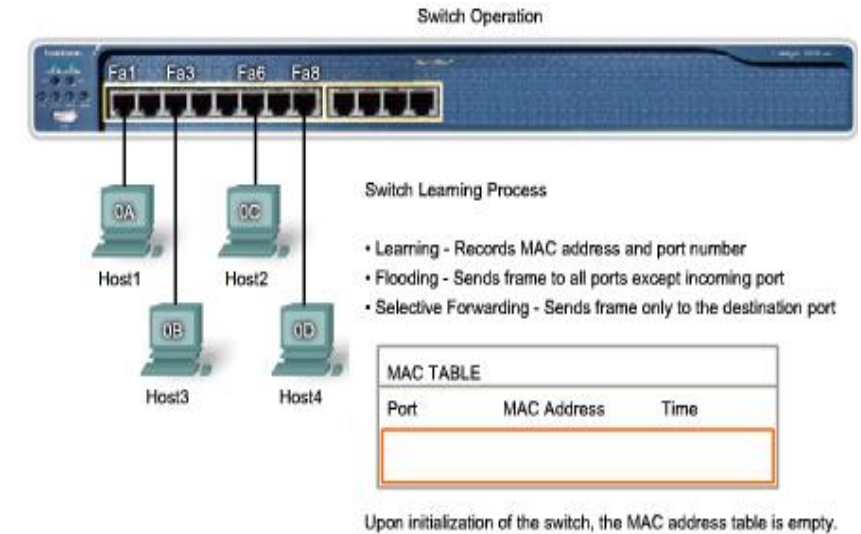 Switch Operation
Fa1 Fa3 Fa6 Fa8
0A 0C
Host1 Host2
0B 0D
Host3 Host4
Switch Learning Process
• Learning - Records MAC address and port number
• Flooding - Sends frame to all ports except incoming port
• Selective Forwarding - Sends frame only to the destination port
MAC TABLE
Port MAC Address Time
Upon initialization of the switch, the MAC address table is empty.